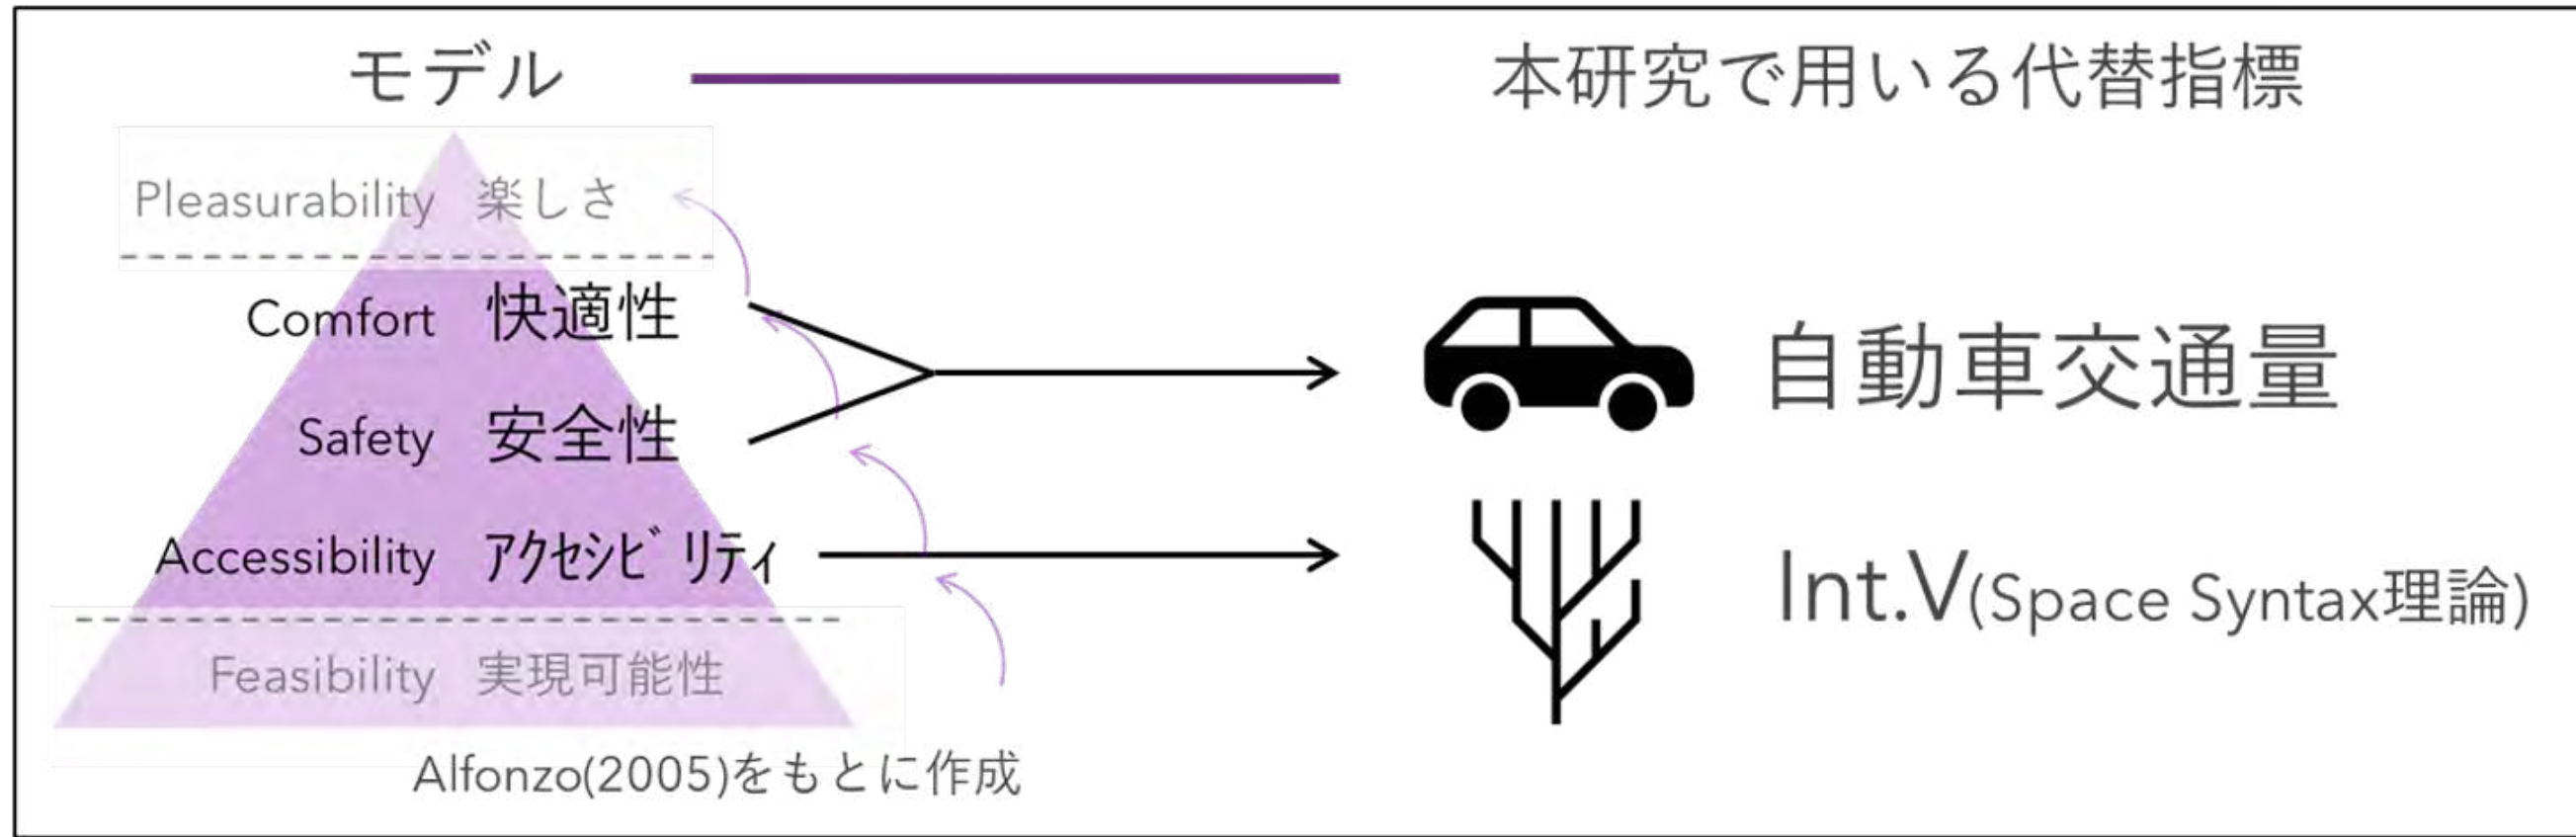 モデル 本研究で用いる代替指標
Pleasurability 楽しさ
Comfort 快適性
Safety 安全性
自動車交通量
Accessibility ｱｸｾｼﾋﾞﾘﾃｨ
Int.V(Space Syntax理論)
Feasibility 実現可能性
Alfonzo(2005)をもとに作成